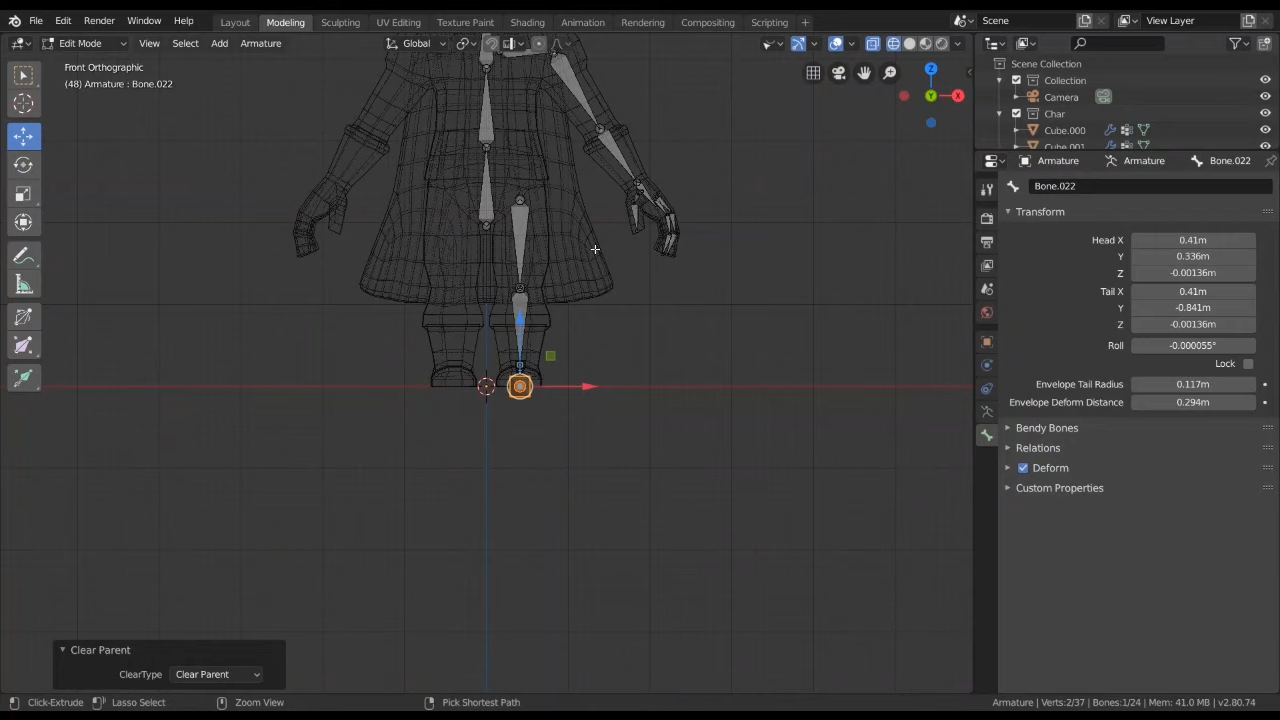 File Edit Render Window Help Layout Modeling Sculpting UV Editing Texture Paint Shading Animation Rendering Compositing Scripting + Scene View Layer
Edit Mode View Select Add Armature Global
Front Orthographic
(48) Armature : Bone.022
Z
Y
X
Scene Collection
Collection
Camera
Char
Cube.000
Cube.001
Armature Armature Bone.022
Bone.022
Transform
Head X 0.41m
Y 0.336m
Z -0.00136m
Tail X 0.41m
Y -0.841m
Z -0.00136m
Roll -0.000055°
Lock
Envelope Tail Radius 0.117m
Envelope Deform Distance 0.294m
Bendy Bones
Relations
Deform
Custom Properties
Clear Parent
ClearType Clear Parent
Click-Extrude Lasso Select Zoom View Pick Shortest Path Armature | Verts:2/37 | Bones:1/24 | Mem: 41.0 MB | v2.80.74